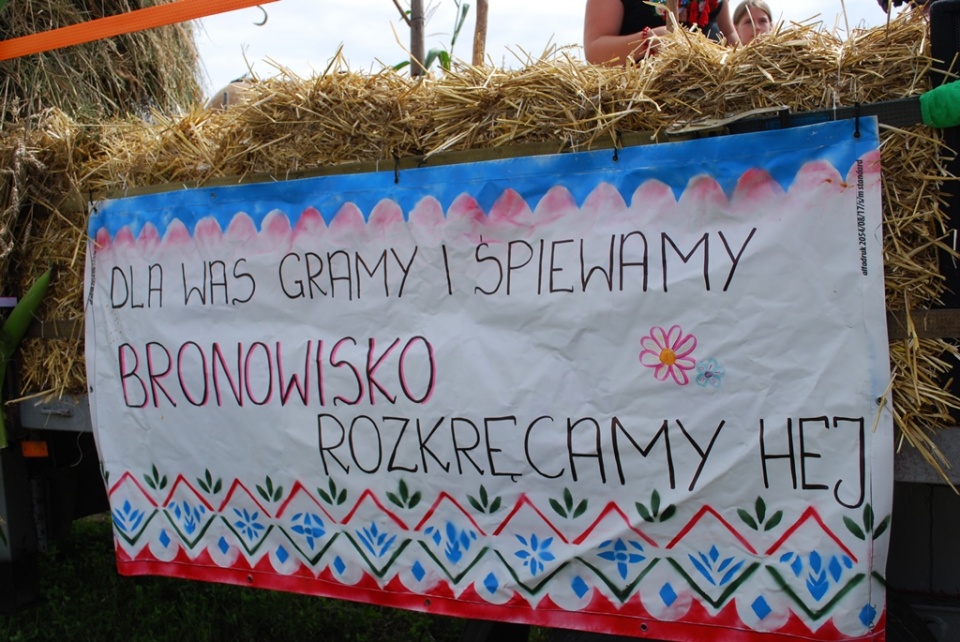 DLA WAS GRAMY I ŚPIEWAMY
BRONOWISKO
ROZKRĘCAMY HEJ